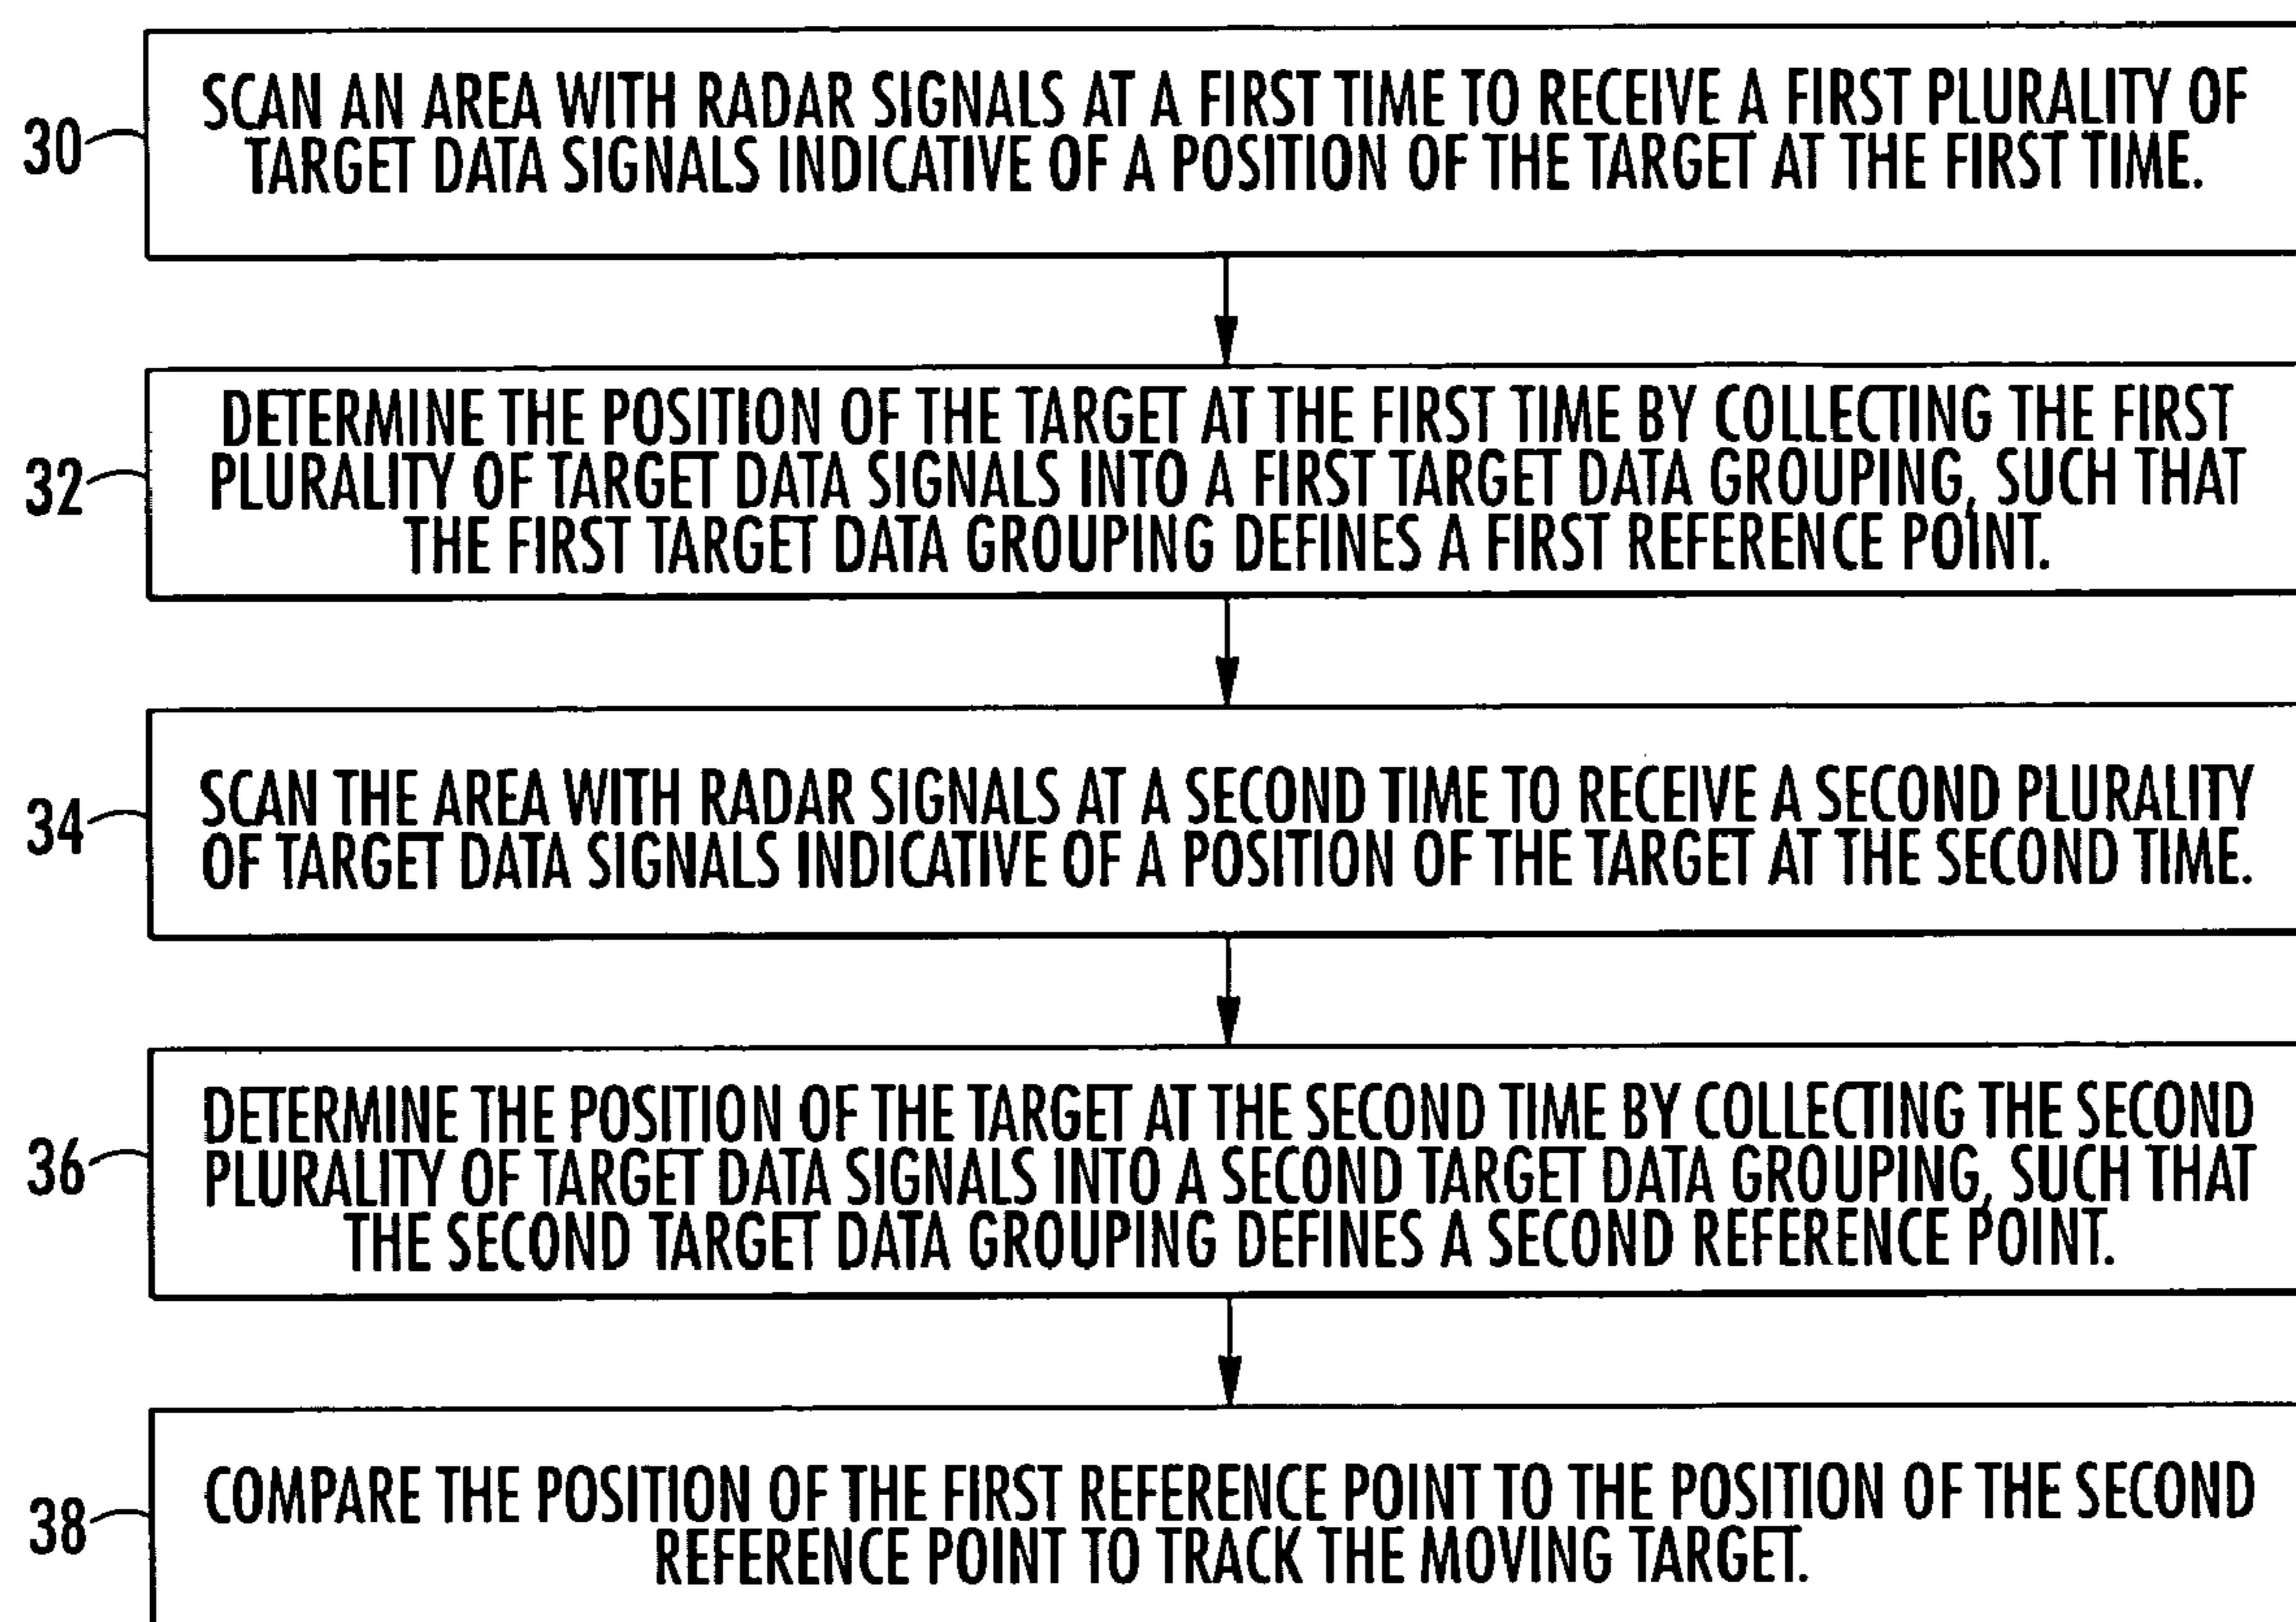 30
SCAN AN AREA WITH RADAR SIGNALS AT A FIRST TIME TO RECEIVE A FIRST PLURALITY OF
TARGET DATA SIGNALS INDICATIVE OF A POSITION OF THE TARGET AT THE FIRST TIME.
32
DETERMINE THE POSITION OF THE TARGET AT THE FIRST TIME BY COLLECTING THE FIRST
PLURALITY OF TARGET DATA SIGNALS INTO A FIRST TARGET DATA GROUPING, SUCH THAT
THE FIRST TARGET DATA GROUPING DEFINES A FIRST REFERENCE POINT.
34
SCAN THE AREA WITH RADAR SIGNALS AT A SECOND TIME TO RECEIVE A SECOND PLURALITY
OF TARGET DATA SIGNALS INDICATIVE OF A POSITION OF THE TARGET AT THE SECOND TIME.
36
DETERMINE THE POSITION OF THE TARGET AT THE SECOND TIME BY COLLECTING THE SECOND
PLURALITY OF TARGET DATA SIGNALS INTO A SECOND TARGET DATA GROUPING, SUCH THAT
THE SECOND TARGET DATA GROUPING DEFINES A SECOND REFERENCE POINT.
38
COMPARE THE POSITION OF THE FIRST REFERENCE POINT TO THE POSITION OF THE SECOND
REFERENCE POINT TO TRACK THE MOVING TARGET.